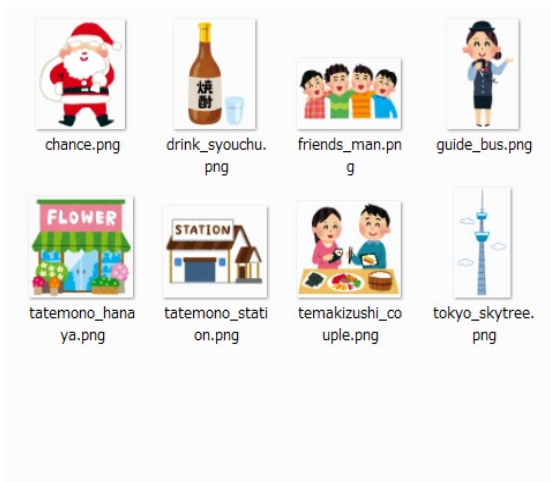 焼
酎
chance.png
drink_syouchu.
png
friends_man.pn
g
guide_bus.png
FLOWER
STATION
tatemono_hana
ya.png
tatemono_stati
on.png
temakizushi_co
uple.png
tokyo_skytree.
png